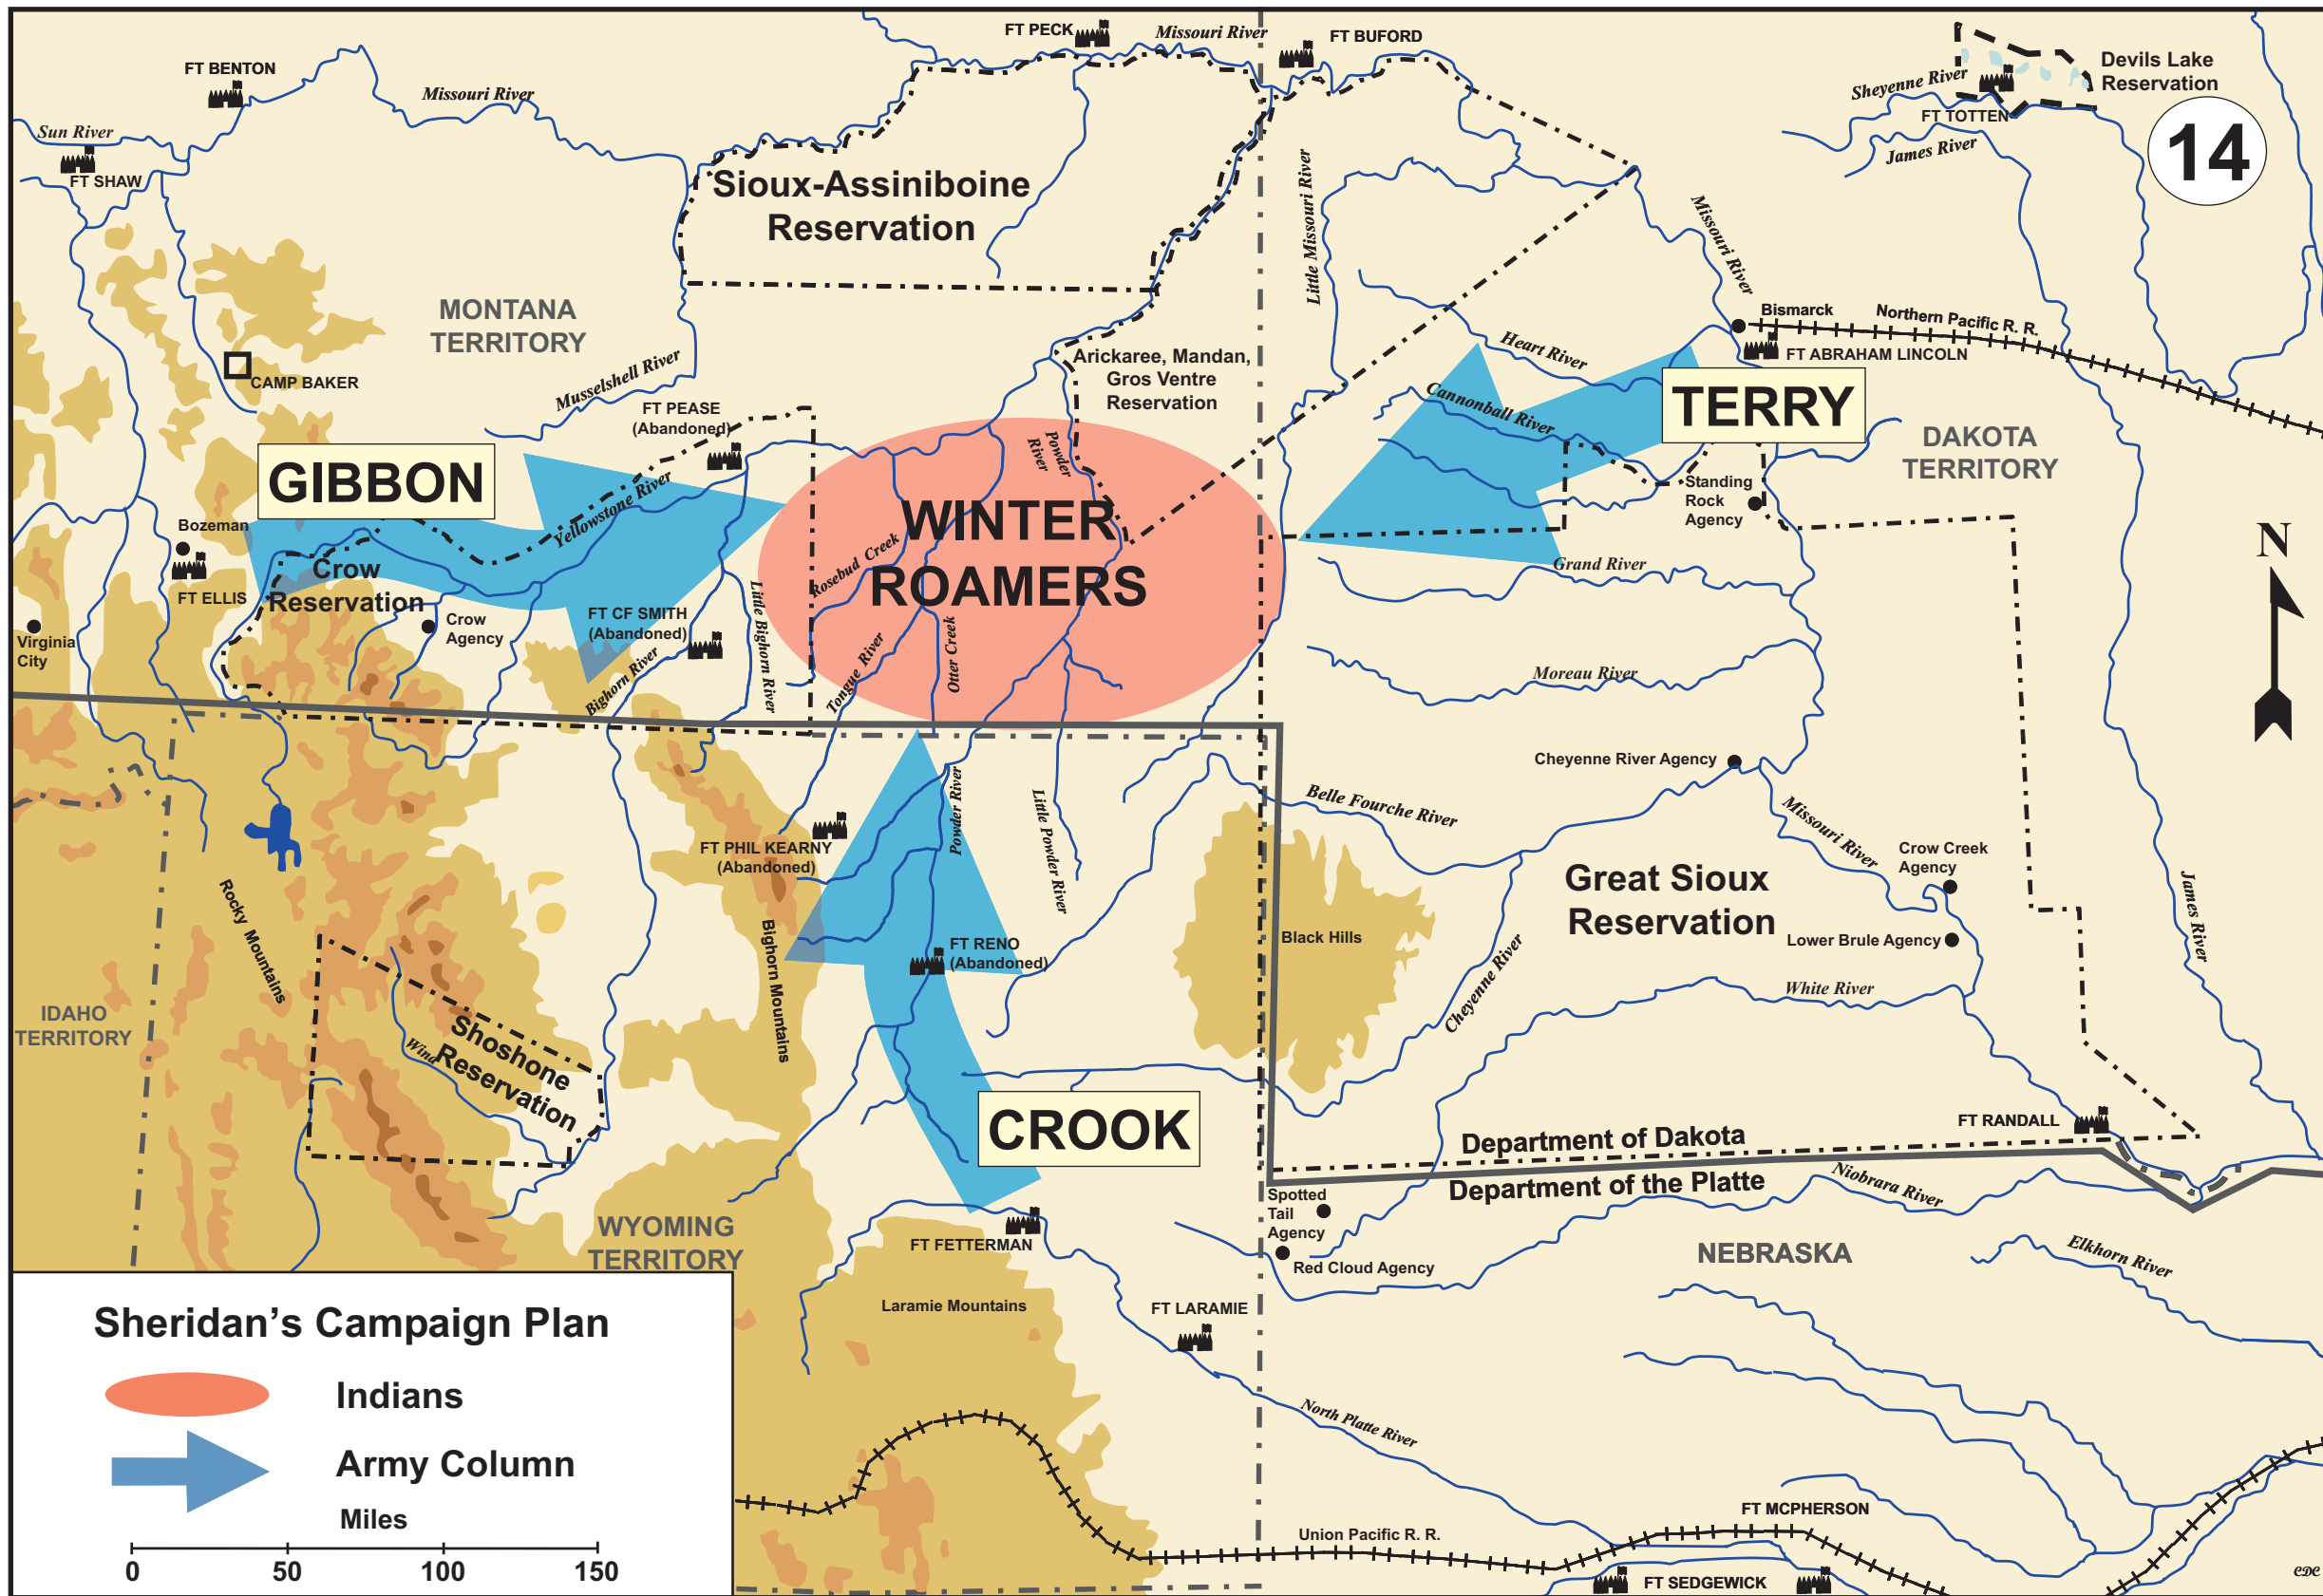 FT PECK
Missouri River
FT BUFORD
FT BENTON
Missouri River
Devils Lake
Reservation
Sheyenne River
FT TOTTEN
James River
14
Sun River
FT SHAW
Sioux-Assiniboine
Reservation
Little Missouri River
Missouri River
MONTANA
TERRITORY
Bismarck
Northern Pacific R. R.
FT ABRAHAM LINCOLN
CAMP BAKER
Musselshell River
Arickaree, Mandan,
Gros Ventre
Reservation
Heart River
Cannonball River
TERRY
FT PEASE
(Abandoned)
Powder
River
DAKOTA
TERRITORY
GIBBON
Yellowstone River
WINTER
ROAMERS
Standing
Rock
Agency
Bozeman
FT ELLIS
Crow
Reservation
Rosebud Creek
Grand River
N
Virginia
City
Crow
Agency
FT CF SMITH
(Abandoned)
Little Bighorn River
Bighorn River
Tongue River
Otter Creek
Moreau River
Cheyenne River Agency
Belle Fourche River
Missouri River
Powder River
Little Powder River
FT PHIL KEARNY
(Abandoned)
Crow Creek
Agency
Great Sioux
Reservation
James River
Rocky Mountains
Bighorn Mountains
FT RENO
(Abandoned)
Black Hills
Lower Brule Agency
Cheyenne River
White River
IDAHO
TERRITORY
Shoshone
Reservation
Wind
CROOK
FT RANDALL
Department of Dakota
Department of the Platte
Niobrara River
Spotted
Tail
Agency
Red Cloud Agency
WYOMING
TERRITORY
FT FETTERMAN
NEBRASKA
Elkhorn River
Laramie Mountains
FT LARAMIE
North Platte River
Sheridan's Campaign Plan
Indians
Army Column
Miles
0 50 100 150
FT MCPHERSON
Union Pacific R. R.
FT SEDGEWICK
CDC